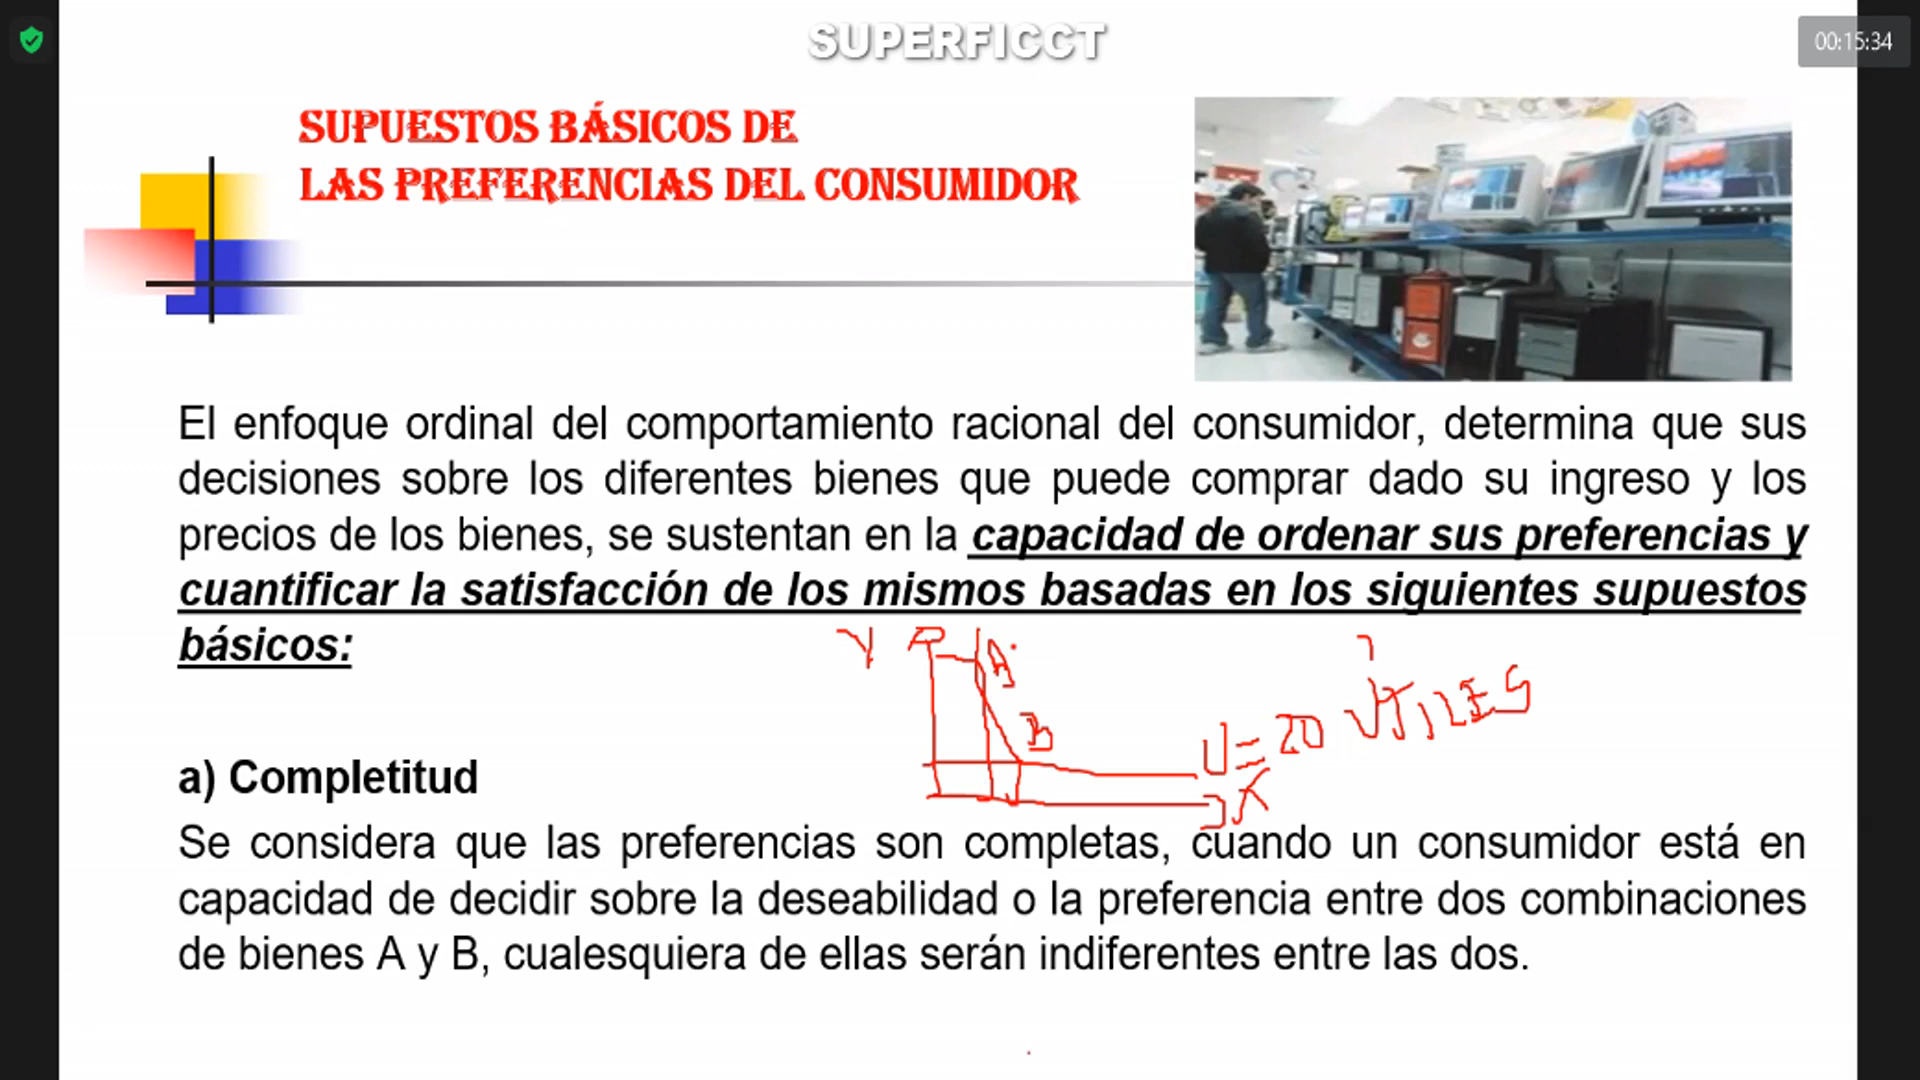 SUPERFICCT
00:15:34
SUPUESTOS BÁSICOS DE
LAS PREFERENCIAS DEL CONSUMIDOR
El enfoque ordinal del comportamiento racional del consumidor, determina que sus
decisiones sobre los diferentes bienes que puede comprar dado su ingreso y los
precios de los bienes, se sustentan en la capacidad de ordenar sus preferencias y
cuantificar la satisfacción de los mismos basadas en los siguientes supuestos
básicos:
Y
A
B
U = 20 UTILES
X
a) Completitud
Se considera que las preferencias son completas, cuando un consumidor está en
capacidad de decidir sobre la deseabilidad o la preferencia entre dos combinaciones
de bienes A y B, cualesquiera de ellas serán indiferentes entre las dos.